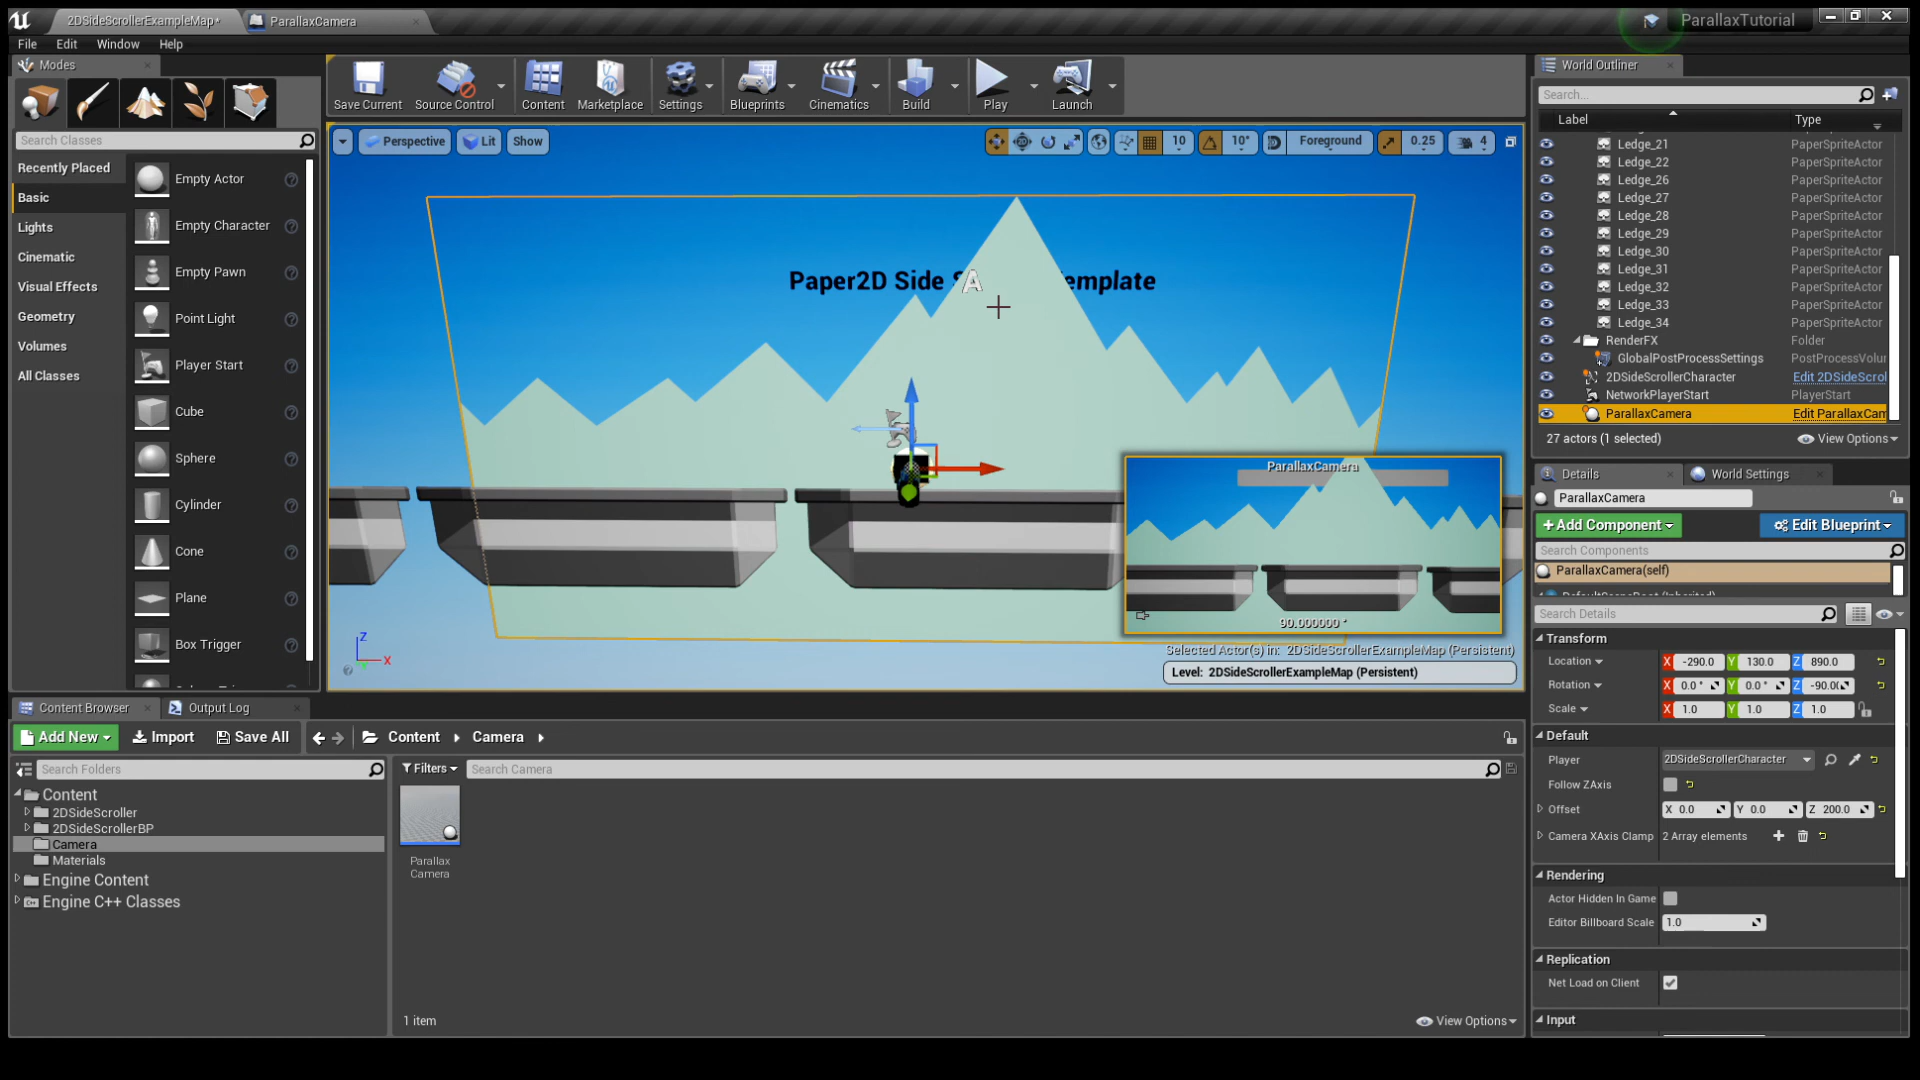 2DSideScrollerExampleMap*
ParallaxCamera
ParallaxTutorial
File
Edit
Window
Help
Modes
Search Classes
Recently Placed
Basic
Lights
Cinematic
Visual Effects
Geometry
Volumes
All Classes
Empty Actor
Empty Character
Empty Pawn
Point Light
Player Start
Cube
Sphere
Cylinder
Cone
Plane
Box Trigger
Save Current
Source Control
Content
Marketplace
Settings
Blueprints
Cinematics
Build
Play
Launch
Perspective
Lit
Show
10
10°
Foreground
0.25
4
Paper2D Side S
emplate
A
Z
X
ParallaxCamera
90.000000 °
Selected Actor(s) in: 2DSideScrollerExampleMap (Persistent)
Level: 2DSideScrollerExampleMap (Persistent)
World Outliner
Search...
Label
Type
Ledge_21 PaperSpriteActor
Ledge_22 PaperSpriteActor
Ledge_26 PaperSpriteActor
Ledge_27 PaperSpriteActor
Ledge_28 PaperSpriteActor
Ledge_29 PaperSpriteActor
Ledge_30 PaperSpriteActor
Ledge_31 PaperSpriteActor
Ledge_32 PaperSpriteActor
Ledge_33 PaperSpriteActor
Ledge_34 PaperSpriteActor
RenderFX Folder
GlobalPostProcessSettings PostProcessVolu
2DSideScrollerCharacter Edit 2DSideScrol
NetworkPlayerStart PlayerStart
ParallaxCamera Edit ParallaxCam
27 actors (1 selected)
View Options
Details
World Settings
ParallaxCamera
+Add Component
Edit Blueprint
Search Components
ParallaxCamera(self)
Search Details
Transform
Location X -290.0 Y 130.0 Z 890.0
Rotation X 0.0 ° Y 0.0 ° Z -90.0(
Scale X 1.0 Y 1.0 Z 1.0
Default
Player 2DSideScrollerCharacter
Follow ZAxis
Offset X 0.0 Y 0.0 Z 200.0
Camera XAxis Clamp 2 Array elements
Rendering
Actor Hidden In Game
Editor Billboard Scale 1.0
Replication
Net Load on Client
Input
Content Browser
Output Log
Add New
Import
Save All
Content
Camera
Search Folders
Filters
Search Camera
Content
2DSideScroller
2DSideScrollerBP
Camera
Materials
Engine Content
Engine C++ Classes
Parallax
Camera
1 item
View Options